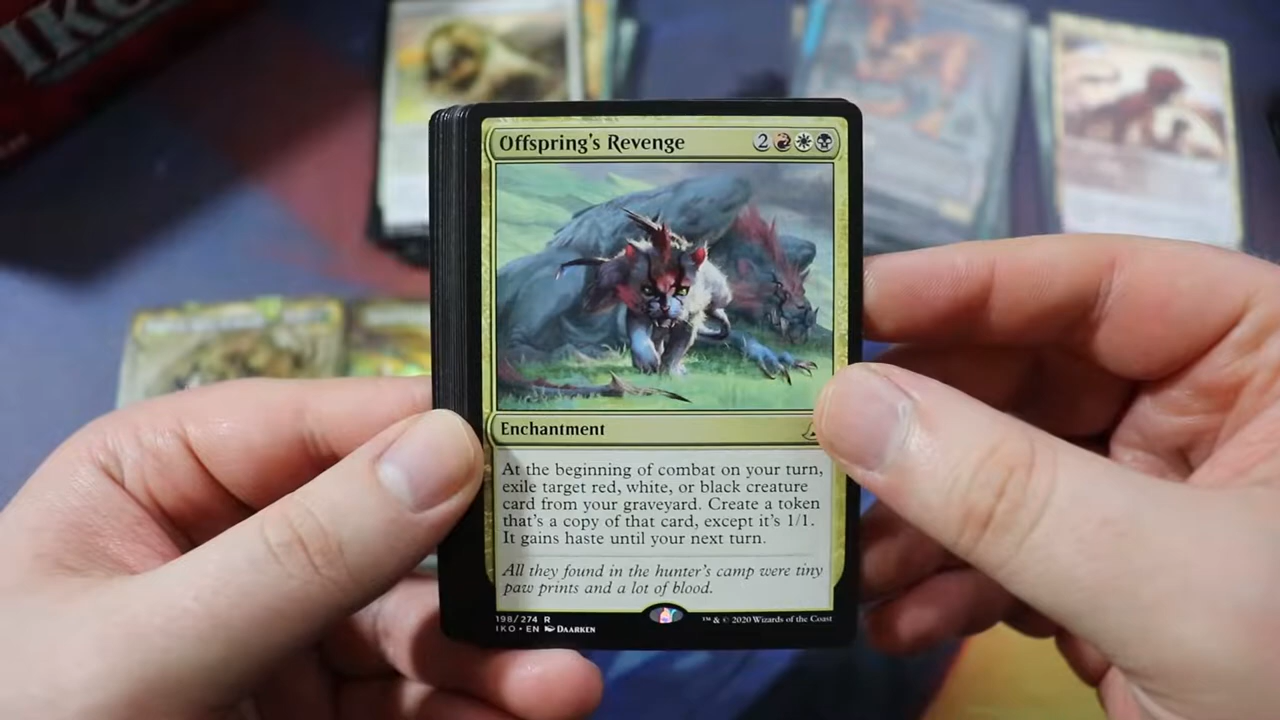 IKO
Offspring's Revenge 2
Enchantment
At the beginning of combat on your turn,
exile target red, white, or black creature
card from your graveyard. Create a token
that's a copy of that card, except it's 1/1.
It gains haste until your next turn.
All they found in the hunter's camp were tiny
paw prints and a lot of blood.
198/274 R
IKO • EN DAARKEN
™ & © 2020 Wizards of the Coast